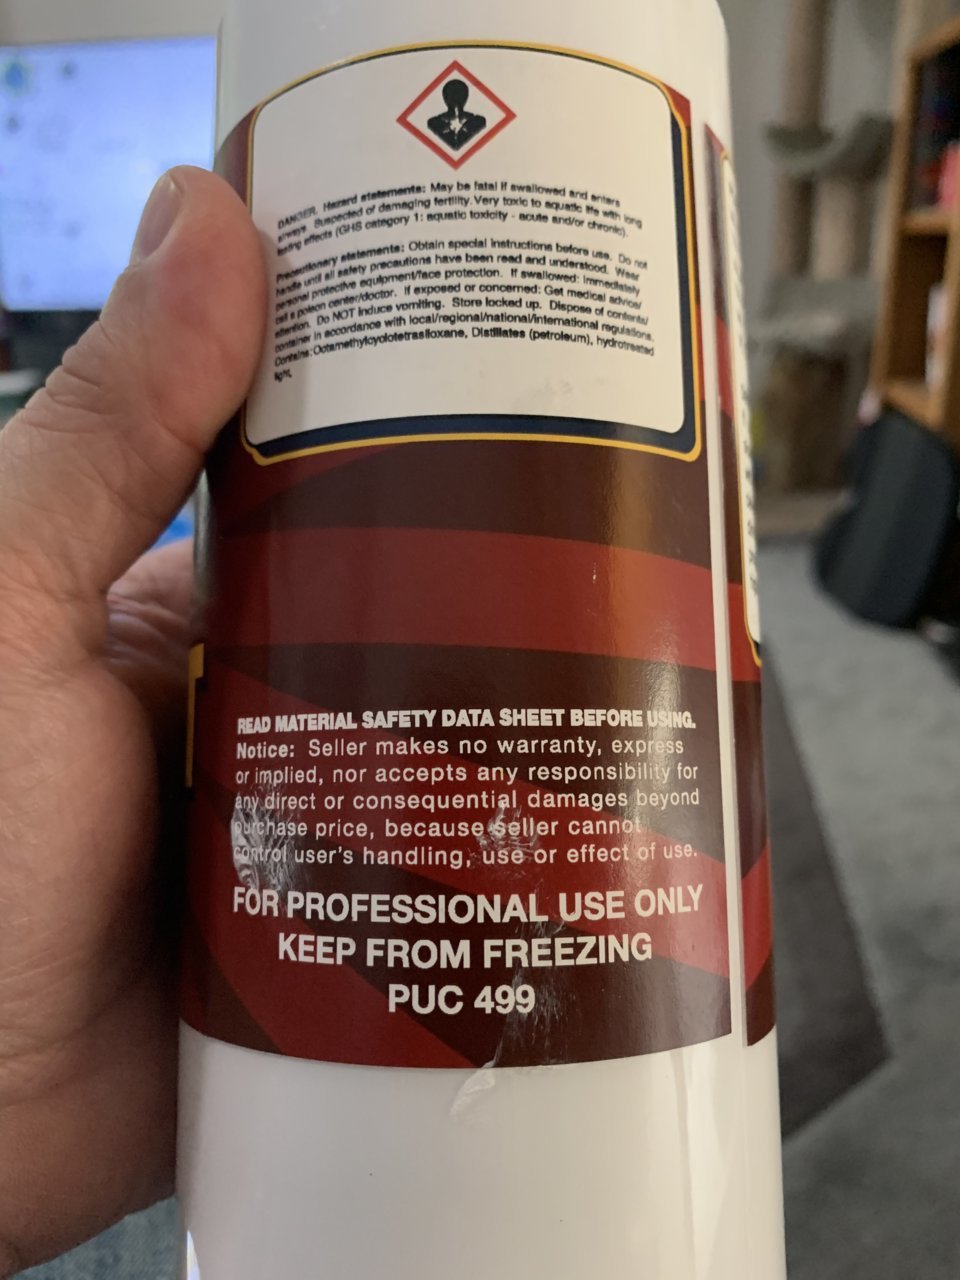 DANGER. Hazard statements: May be fatal if swallowed and enters
airways. Suspected of damaging fertility. Very toxic to aquatic life with long
lasting effects (GHS category 1: aquatic toxicity - acute and/or chronic).
Precautionary statements: Obtain special instructions before use. Do not
handle until all safety precautions have been read and understood. Wear
personal protective equipment/face protection. If swallowed: Immediately
call a poison center/doctor. If exposed or concerned: Get medical advice/
attention. Do NOT induce vomiting. Store locked up. Dispose of contents/
container in accordance with local/regional/national/international regulations.
Contains: Octamethylcyclotetrasiloxane, Distillates (petroleum), hydrotreated
light.
READ MATERIAL SAFETY DATA SHEET BEFORE USING.
Notice: Seller makes no warranty, express
or implied, nor accepts any responsibility for
any direct or consequential damages beyond
purchase price, because seller cannot
control user's handling, use or effect of use.
FOR PROFESSIONAL USE ONLY
KEEP FROM FREEZING
PUC 499